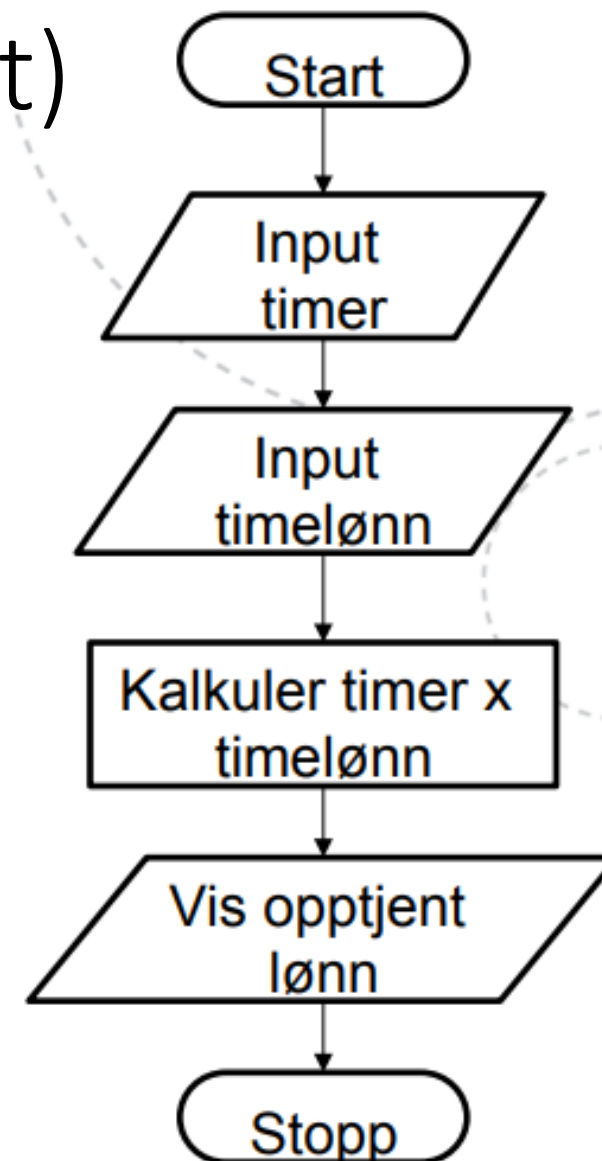 t)
Start
Input
timer
Input
timelønn
Kalkuler timer x
timelønn
Vis opptjent
lønn
Stopp